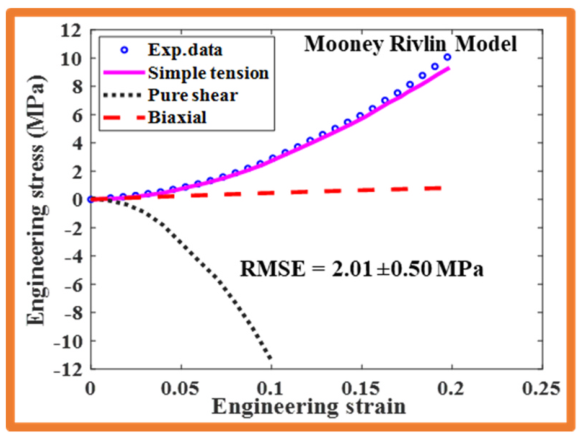 Mooney Rivlin Model
Exp.data
Simple tension
Pure shear
Biaxial
RMSE = 2.01 ±0.50 MPa
Engineering stress (MPa)
12
10
8
6
4
2
0
-2
-4
-6
-8
-10
-12
0 0.05 0.1 0.15 0.2 0.25
Engineering strain